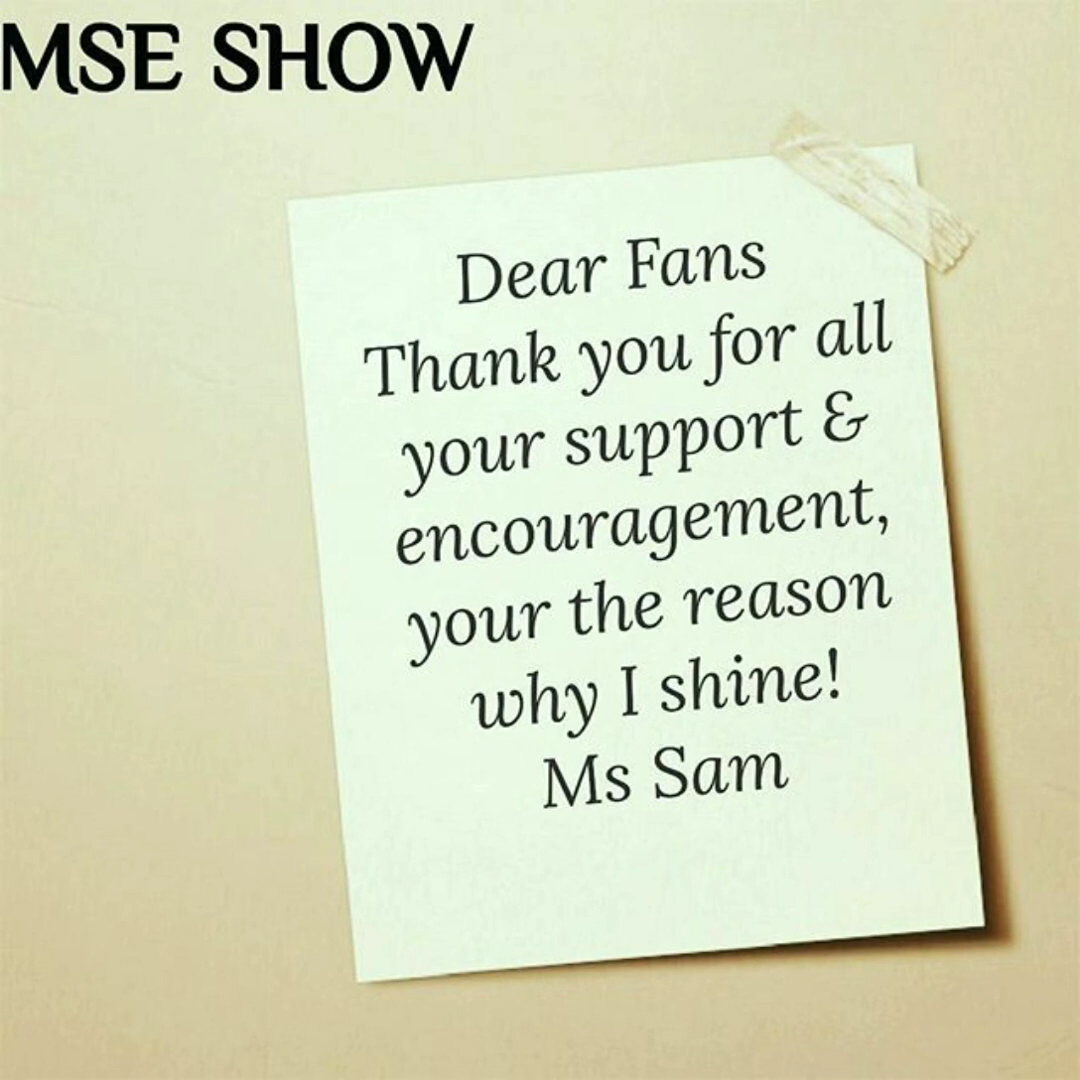 MSE SHOW
Dear Fans
Thank you for all
your support &
encouragement,
your the reason
why I shine!
Ms Sam